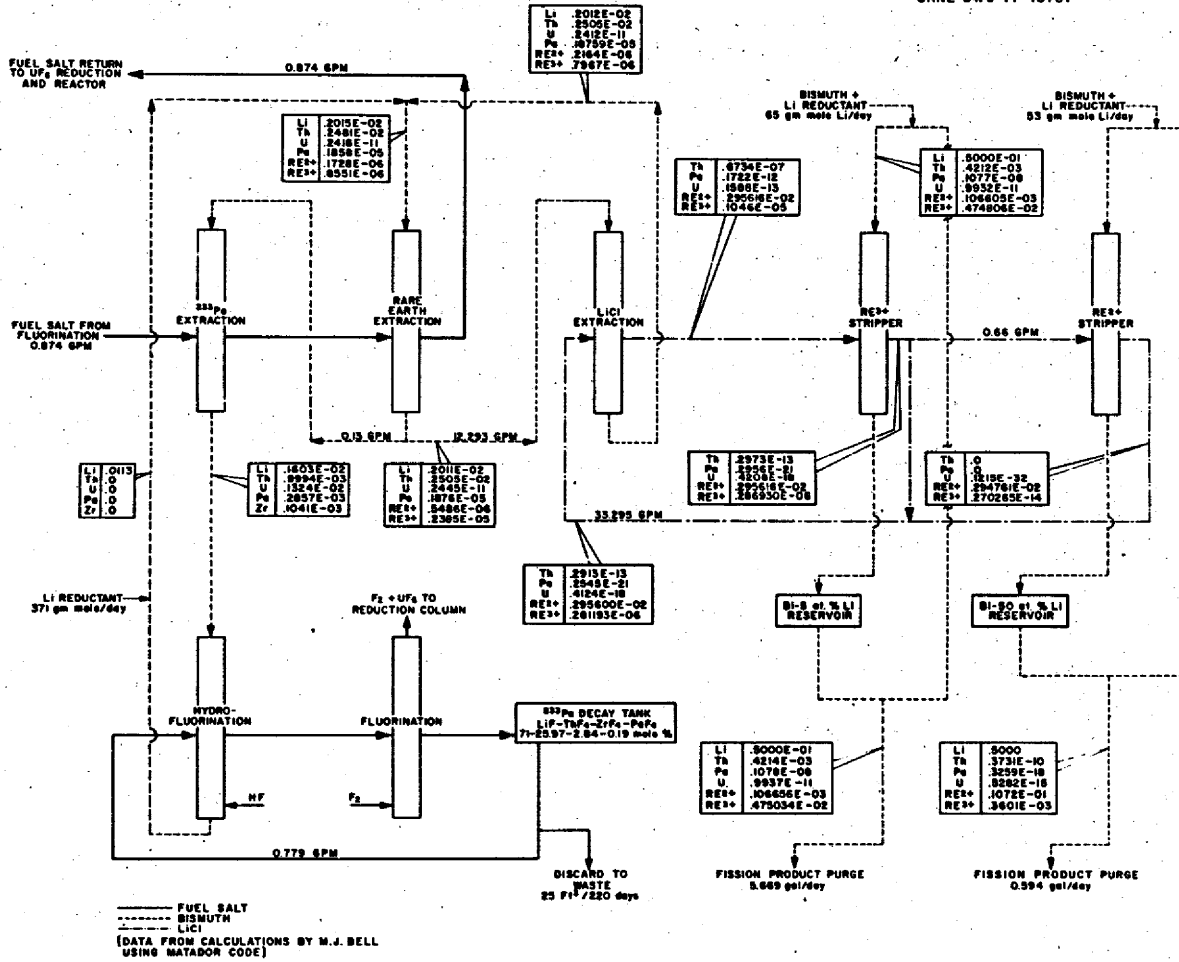 Li .2012E-02
Th .2505E-02
U .2412E-11
Pa .18759E-05
RE²⁺ .2164E-06
RE³⁺ .7967E-06
FUEL SALT RETURN
TO UF₆ REDUCTION
AND REACTOR
0.874 GPM
Li .2015E-02
Th .2481E-02
U .2416E-11
Pa .1858E-05
RE²⁺ .1728E-06
RE³⁺ .8551E-06
BISMUTH +
Li REDUCTANT
65 gm mole Li/day
BISMUTH +
Li REDUCTANT
53 gm mole Li/day
Th .6734E-07
Pa .1722E-12
U .1586E-13
RE²⁺ .295616E-02
RE³⁺ .1046E-05
Li .5000E-01
Th .4212E-03
Pa .1077E-08
U .9932E-11
RE²⁺ .106605E-03
RE³⁺ .474806E-02
²³³Pa
EXTRACTION
RARE
EARTH
EXTRACTION
LiCl
EXTRACTION
RE³⁺
STRIPPER
RE²⁺
STRIPPER
FUEL SALT FROM
FLUORINATION
0.874 GPM
0.66 GPM
0.13 GPM
12.293 GPM
Li .0113
Th 0
U 0
Pa 0
Zr 0
Li .1603E-02
Th .9994E-03
U .1324E-02
Pa .2857E-03
Zr .1041E-03
Li .2011E-02
Th .2505E-02
U .2445E-11
Pa .1876E-05
RE²⁺ .5486E-06
RE³⁺ .2385E-05
Th .2973E-13
Pa .2956E-21
U .4206E-18
RE²⁺ .295616E-02
RE³⁺ .286930E-06
Th .0
Pa .0
U .1215E-32
RE²⁺ .294761E-02
RE³⁺ .270265E-14
33.295 GPM
Th .2915E-13
Pa .2545E-21
U .4124E-18
RE²⁺ .295600E-02
RE³⁺ .281193E-06
Li REDUCTANT
371 gm mole/day
F₂ + UF₆ TO
REDUCTION COLUMN
Bi-5 at. % Li
RESERVOIR
Bi-50 at. % Li
RESERVOIR
HYDRO-
FLUORINATION
FLUORINATION
²³³Pa DECAY TANK
LiF-ThF₄-ZrF₄-PaF₄
71-25.97-2.84-0.19 mole %
Li .5000E-01
Th .4214E-03
Pa .1078E-08
U .9937E-11
RE²⁺ .106656E-03
RE³⁺ .475034E-02
Li .5000
Th .3731E-10
Pa .3259E-18
U .5282E-15
RE²⁺ .1072E-01
RE³⁺ .3601E-03
HF
F₂
0.779 GPM
DISCARD TO
WASTE
25 Ft³/220 days
FISSION PRODUCT PURGE
5.669 gal/day
FISSION PRODUCT PURGE
0.594 gal/day
FUEL SALT
BISMUTH
LiCl
(DATA FROM CALCULATIONS BY M.J. BELL
USING MATADOR CODE)